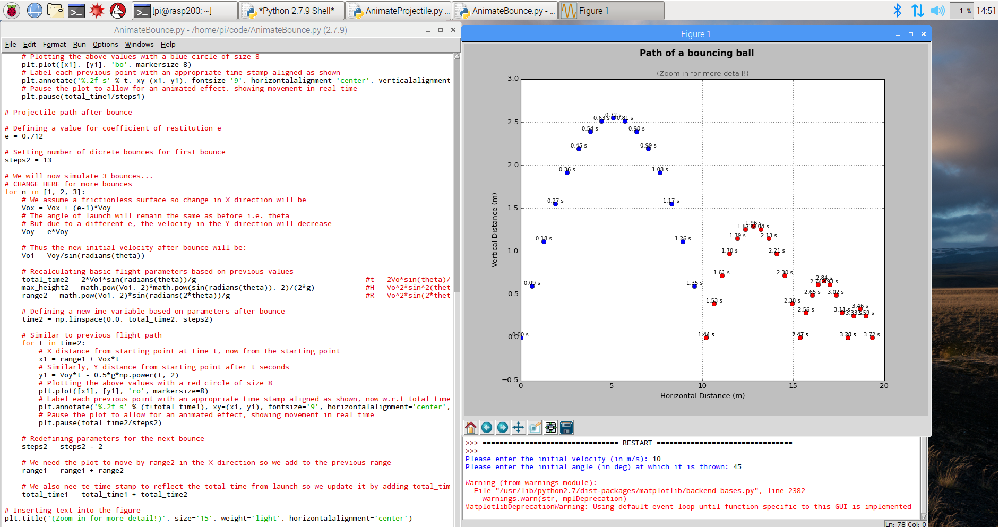 [pi@rasp200: ~]
*Python 2.7.9 Shell*
AnimateProjectile.py ...
AnimateBounce.py - ...
Figure 1
1 %
14:51
AnimateBounce.py - /home/pi/code/AnimateBounce.py (2.7.9)
File Edit Format Run Options Windows Help
# Plotting the above values with a blue circle of size 8
plt.plot([x1], [y1], 'bo', markersize=8)
# Label each previous point with an appropriate time stamp aligned as shown
plt.annotate('%.2f s' % t, xy=(x1, y1), fontsize='9', horizontalalignment='center', verticalalignment
# Pause the plot to allow for an animated effect, showing movement in real time
plt.pause(total_time1/steps1)
# Projectile path after bounce
# Defining a value for coefficient of restitution e
e = 0.712
# Setting number of dicrete bounces for first bounce
steps2 = 13
# We will now simulate 3 bounces...
# CHANGE HERE for more bounces
for n in [1, 2, 3]:
# We assume a frictionless surface so change in X direction will be
Vox = Vox + (e-1)*Voy
# The angle of launch will remain the same as before i.e. theta
# But due to a different e, the velocity in the Y direction will decrease
Voy = e*Voy
# Thus the new initial velocity after bounce will be:
Vo1 = Voy/sin(radians(theta))
# Recalculating basic flight parameters based on previous values
total_time2 = 2*Vo1*sin(radians(theta))/g #t = 2Vo*sin(theta)/
max_height2 = math.pow(Vo1, 2)*math.pow(sin(radians(theta)), 2)/(2*g) #H = Vo^2*sin^2(thet
range2 = math.pow(Vo1, 2)*sin(radians(2*theta))/g #R = Vo^2*sin(2*thet
# Defining a new ime variable based on parameters after bounce
time2 = np.linspace(0.0, total_time2, steps2)
# Similar to previous flight path
for t in time2:
# X distance from starting point at time t, now from the starting point
x1 = range1 + Vox*t
# Similarly, Y distance from starting point after t seconds
y1 = Voy*t - 0.5*g*np.power(t, 2)
# Plotting the above values with a red circle of size 8
plt.plot([x1], [y1], 'ro', markersize=8)
# Label each previous point with an appropriate time stamp aligned as shown, now w.r.t total time
plt.annotate('%.2f s' % (t+total_time1), xy=(x1, y1), fontsize='9', horizontalalignment='center',
# Pause the plot to allow for an animated effect, showing movement in real time
plt.pause(total_time2/steps2)
# Redefining parameters for the next bounce
steps2 = steps2 - 2
# We need the plot to move by range2 in the X direction so we add to the previous range
range1 = range1 + range2
# We also nee te time stamp to reflect the total time from launch so we update it by adding total_tim
total_time1 = total_time1 + total_time2
# Inserting text into the figure
plt.title('(Zoom in for more detail!)', size='15', weight='light', horizontalalignment='center')
Figure 1
Path of a bouncing ball
(Zoom in for more detail!)
3.0
2.5
2.0
1.5
1.0
0.5
0.0
−0.5
Vertical Distance (m)
0 5 10 15 20
Horizontal Distance (m)
0.00 s
0.09 s
0.18 s
0.27 s
0.36 s
0.45 s
0.54 s
0.63 s
0.72 s
0.81 s
0.90 s
0.99 s
1.08 s
1.17 s
1.26 s
1.35 s
1.44 s
1.53 s
1.61 s
1.70 s
1.79 s
1.87 s
1.96 s
2.04 s
2.13 s
2.21 s
2.30 s
2.38 s
2.47 s
2.56 s
2.65 s
2.74 s
2.84 s
2.93 s
3.02 s
3.11 s
3.20 s
3.33 s
3.46 s
3.59 s
3.72 s
>>> ================================ RESTART ================================
>>>
Please enter the initial velocity (in m/s): 10
Please enter the initial angle (in deg) at which it is thrown: 45
Warning (from warnings module):
File "/usr/lib/python2.7/dist-packages/matplotlib/backend_bases.py", line 2382
warnings.warn(str, mplDeprecation)
MatplotlibDeprecationWarning: Using default event loop until function specific to this GUI is implemented
Ln: 78 Col: 0